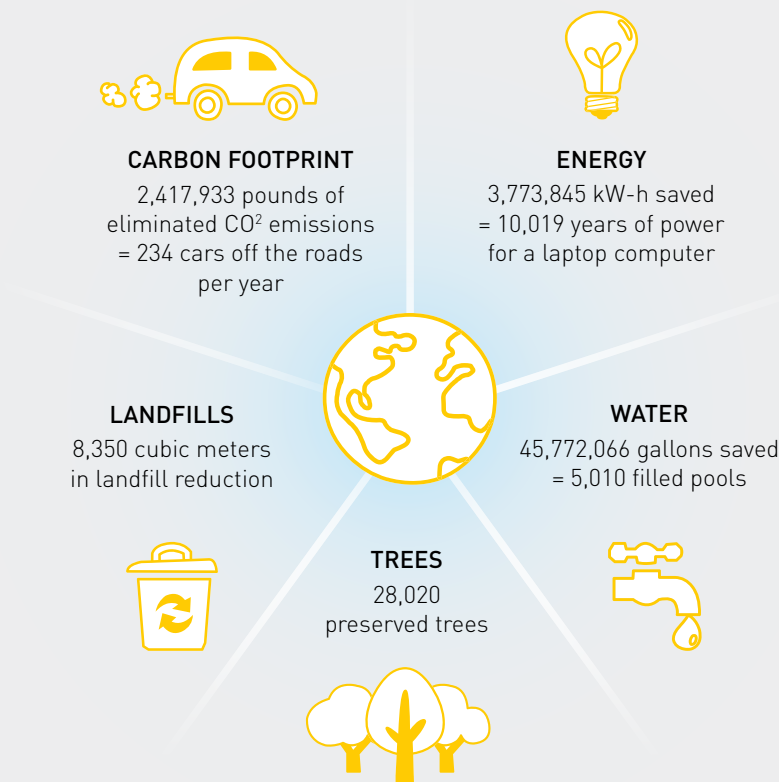 CARBON FOOTPRINT
2,417,933 pounds of
eliminated CO² emissions
= 234 cars off the roads
per year
ENERGY
3,773,845 kW-h saved
= 10,019 years of power
for a laptop computer
LANDFILLS
8,350 cubic meters
in landfill reduction
WATER
45,772,066 gallons saved
= 5,010 filled pools
TREES
28,020
preserved trees